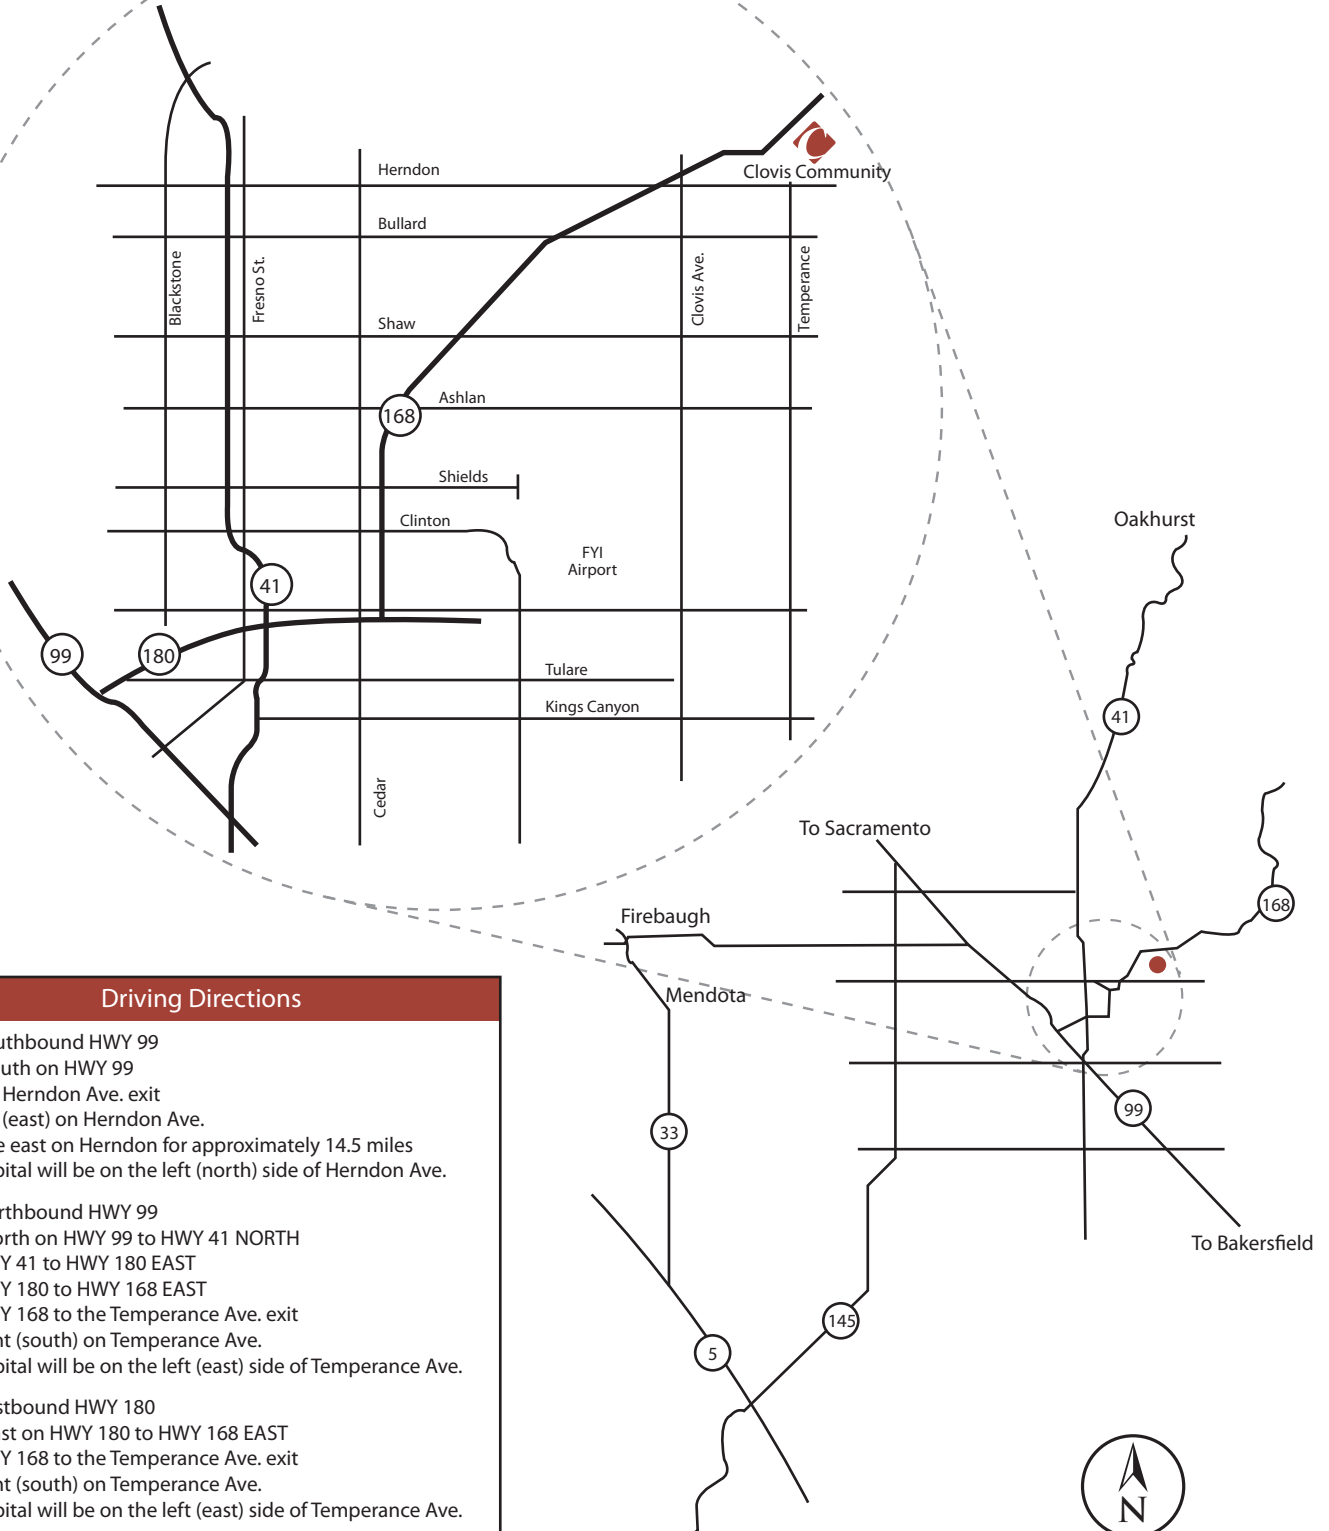 Herndon
Clovis Community
Bullard
Blackstone
Fresno St.
Clovis Ave.
Temperance
Shaw
Ashlan
168
Shields
Clinton
FYI
Airport
41
99
180
Tulare
Kings Canyon
Cedar
Oakhurst
41
To Sacramento
168
Firebaugh
Mendota
99
33
To Bakersfield
145
5
N
Driving Directions
uthbound HWY 99
uth on HWY 99
Herndon Ave. exit
(east) on Herndon Ave.
e east on Herndon for approximately 14.5 miles
pital will be on the left (north) side of Herndon Ave.
rthbound HWY 99
orth on HWY 99 to HWY 41 NORTH
Y 41 to HWY 180 EAST
Y 180 to HWY 168 EAST
Y 168 to the Temperance Ave. exit
nt (south) on Temperance Ave.
pital will be on the left (east) side of Temperance Ave.
stbound HWY 180
ast on HWY 180 to HWY 168 EAST
Y 168 to the Temperance Ave. exit
nt (south) on Temperance Ave.
pital will be on the left (east) side of Temperance Ave.